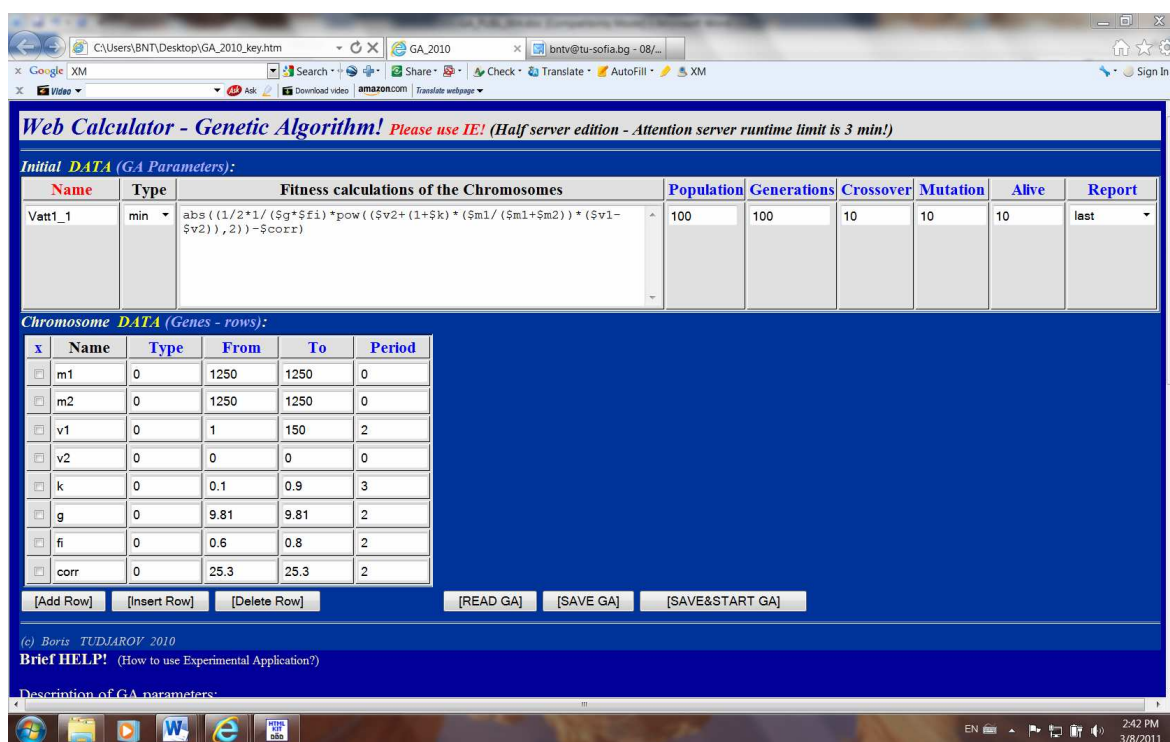 C:\Users\BNT\Desktop\GA_2010_key.htm GA_2010 bntv@tu-sofia.bg - 08/...
x Google XM Search Share Check Translate AutoFill XM Sign In
X Video Ask Download video amazon.com Translate webpage
Web Calculator - Genetic Algorithm! Please use IE! (Half server edition - Attention server runtime limit is 3 min!)
Initial DATA (GA Parameters):
Name Type Fitness calculations of the Chromosomes Population Generations Crossover Mutation Alive Report
Vatt1_1 min abs((1/2*1/($g*$fi)*pow(($v2+(1+$k)*($m1/($m1+$m2))*($v1- 100 100 10 10 10 last
$v2)),2))-$corr)
Chromosome DATA (Genes - rows):
x Name Type From To Period
m1 0 1250 1250 0
m2 0 1250 1250 0
v1 0 1 150 2
v2 0 0 0 0
k 0 0.1 0.9 3
g 0 9.81 9.81 2
fi 0 0.6 0.8 2
corr 0 25.3 25.3 2
[Add Row] [Insert Row] [Delete Row] [READ GA] [SAVE GA] [SAVE&START GA]
(c) Boris TUDJAROV 2010
Brief HELP! (How to use Experimental Application?)
Description of GA parameters:
EN 2:42 PM
3/8/2011